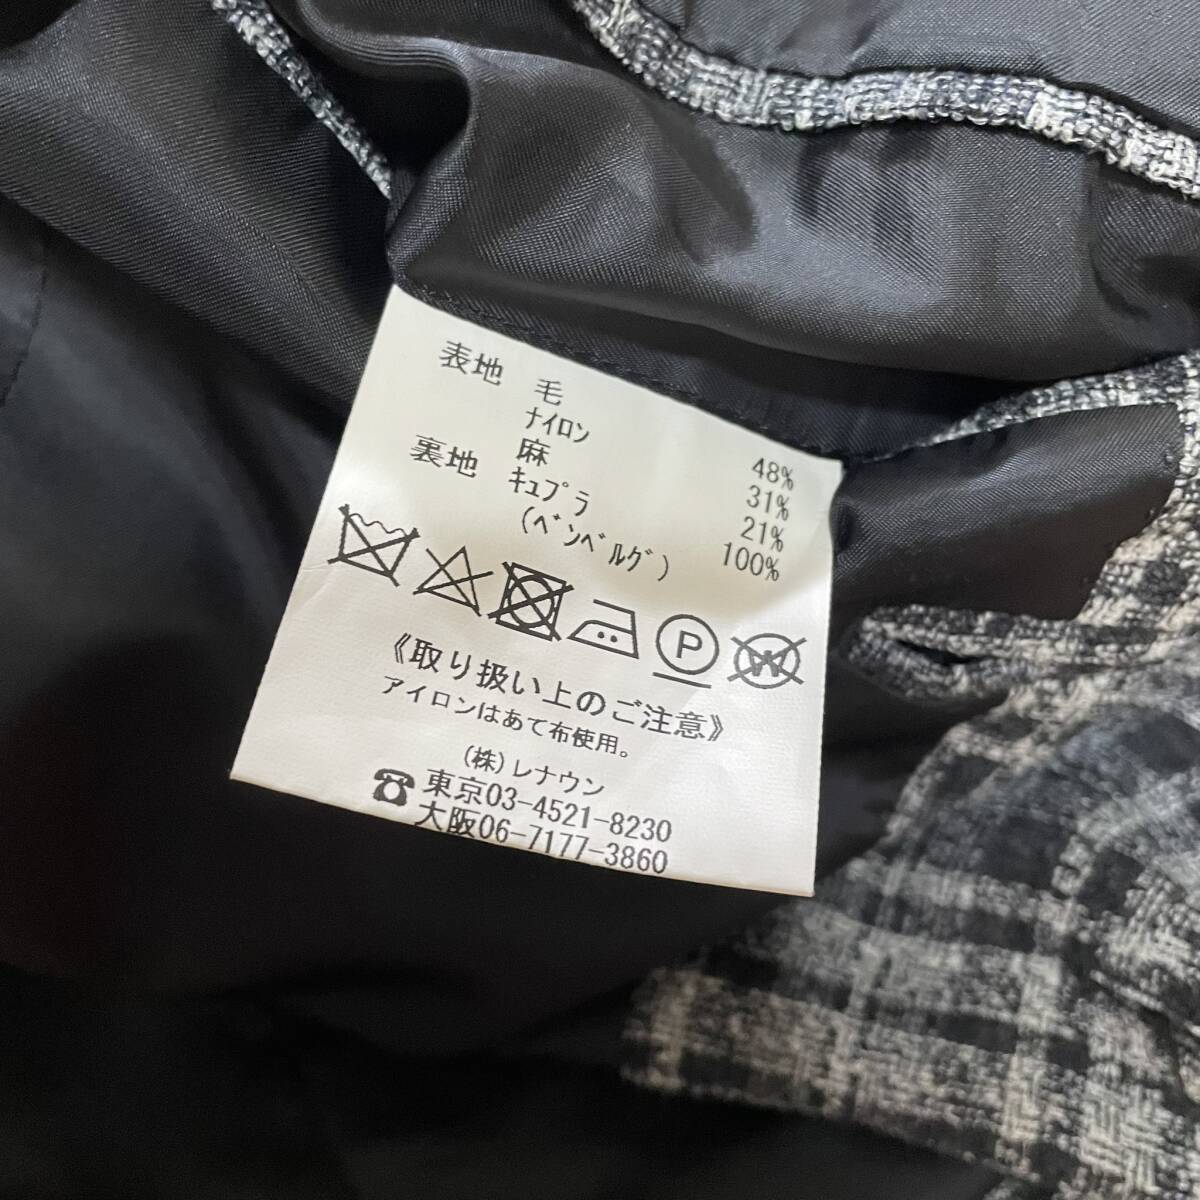 表地 毛 48%
ナイロン 31%
麻 21%
裏地 キュプラ 100%
(ベンベルグ)
P W
《取り扱い上のご注意》
アイロンはあて布使用。
(株)レナウン
☎東京03-4521-8230
大阪06-7177-3860